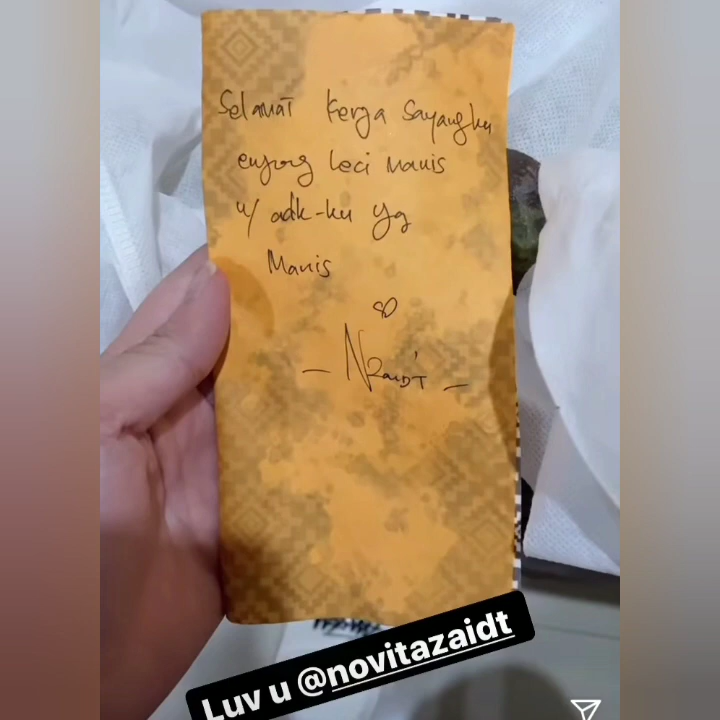 Selamat Kerja Sayangku
enjoy leci manis
u/ adk-ku yg
Manis
- NZaidT -
Luv u @novitazaidt